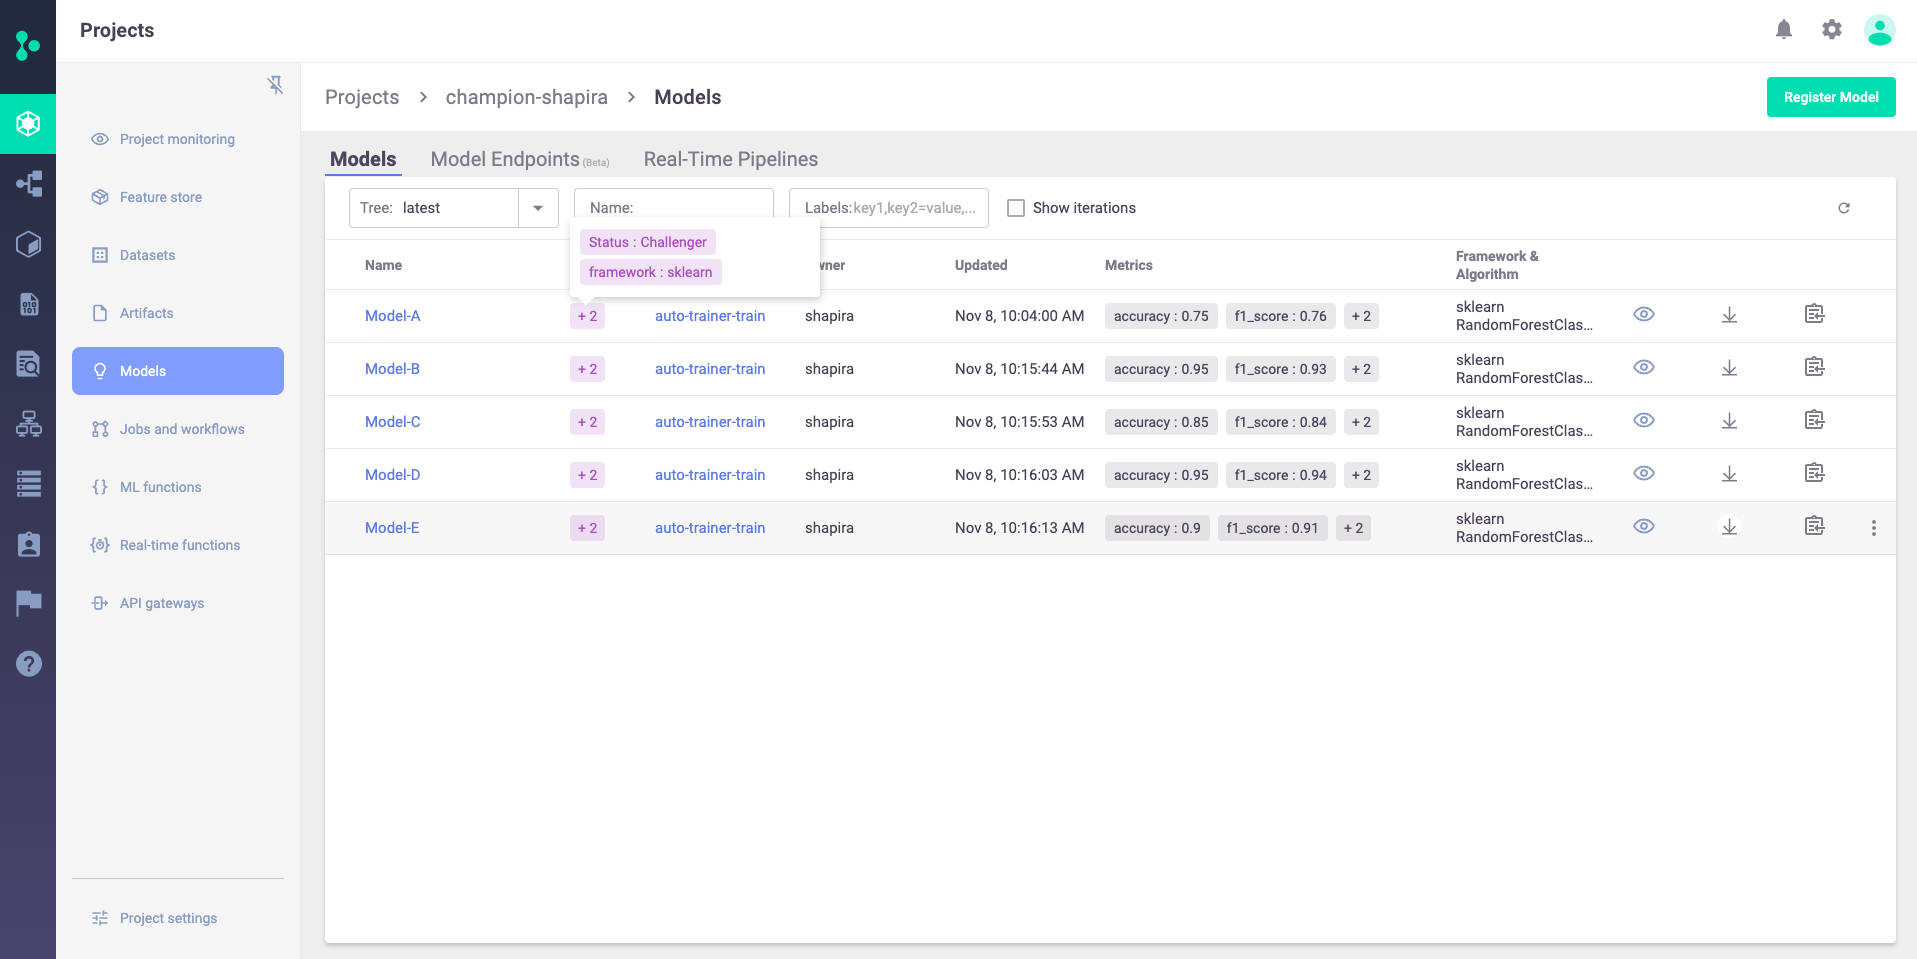 Projects
Projects > champion-shapira > Models
Register Model
Project monitoring
Feature store
Datasets
Artifacts
Models
Jobs and workflows
ML functions
Real-time functions
API gateways
Project settings
Models Model Endpoints (Beta) Real-Time Pipelines
Tree: latest Name: Labels:key1,key2=value,... Show iterations
Status : Challenger
framework : sklearn
Name wner Updated Metrics Framework &
Algorithm
Model-A + 2 auto-trainer-train shapira Nov 8, 10:04:00 AM accuracy : 0.75 f1_score : 0.76 + 2 sklearn
RandomForestClas...
Model-B + 2 auto-trainer-train shapira Nov 8, 10:15:44 AM accuracy : 0.95 f1_score : 0.93 + 2 sklearn
RandomForestClas...
Model-C + 2 auto-trainer-train shapira Nov 8, 10:15:53 AM accuracy : 0.85 f1_score : 0.84 + 2 sklearn
RandomForestClas...
Model-D + 2 auto-trainer-train shapira Nov 8, 10:16:03 AM accuracy : 0.95 f1_score : 0.94 + 2 sklearn
RandomForestClas...
Model-E + 2 auto-trainer-train shapira Nov 8, 10:16:13 AM accuracy : 0.9 f1_score : 0.91 + 2 sklearn
RandomForestClas...